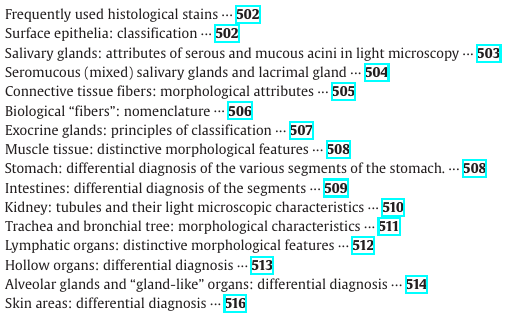 Frequently used histological stains ··· 502
Surface epithelia: classification ··· 502
Salivary glands: attributes of serous and mucous acini in light microscopy ··· 503
Seromucous (mixed) salivary glands and lacrimal gland ··· 504
Connective tissue fibers: morphological attributes ··· 505
Biological “fibers”: nomenclature ··· 506
Exocrine glands: principles of classification ··· 507
Muscle tissue: distinctive morphological features ··· 508
Stomach: differential diagnosis of the various segments of the stomach. ··· 508
Intestines: differential diagnosis of the segments ··· 509
Kidney: tubules and their light microscopic characteristics ··· 510
Trachea and bronchial tree: morphological characteristics ··· 511
Lymphatic organs: distinctive morphological features ··· 512
Hollow organs: differential diagnosis ··· 513
Alveolar glands and “gland-like” organs: differential diagnosis ··· 514
Skin areas: differential diagnosis ··· 516